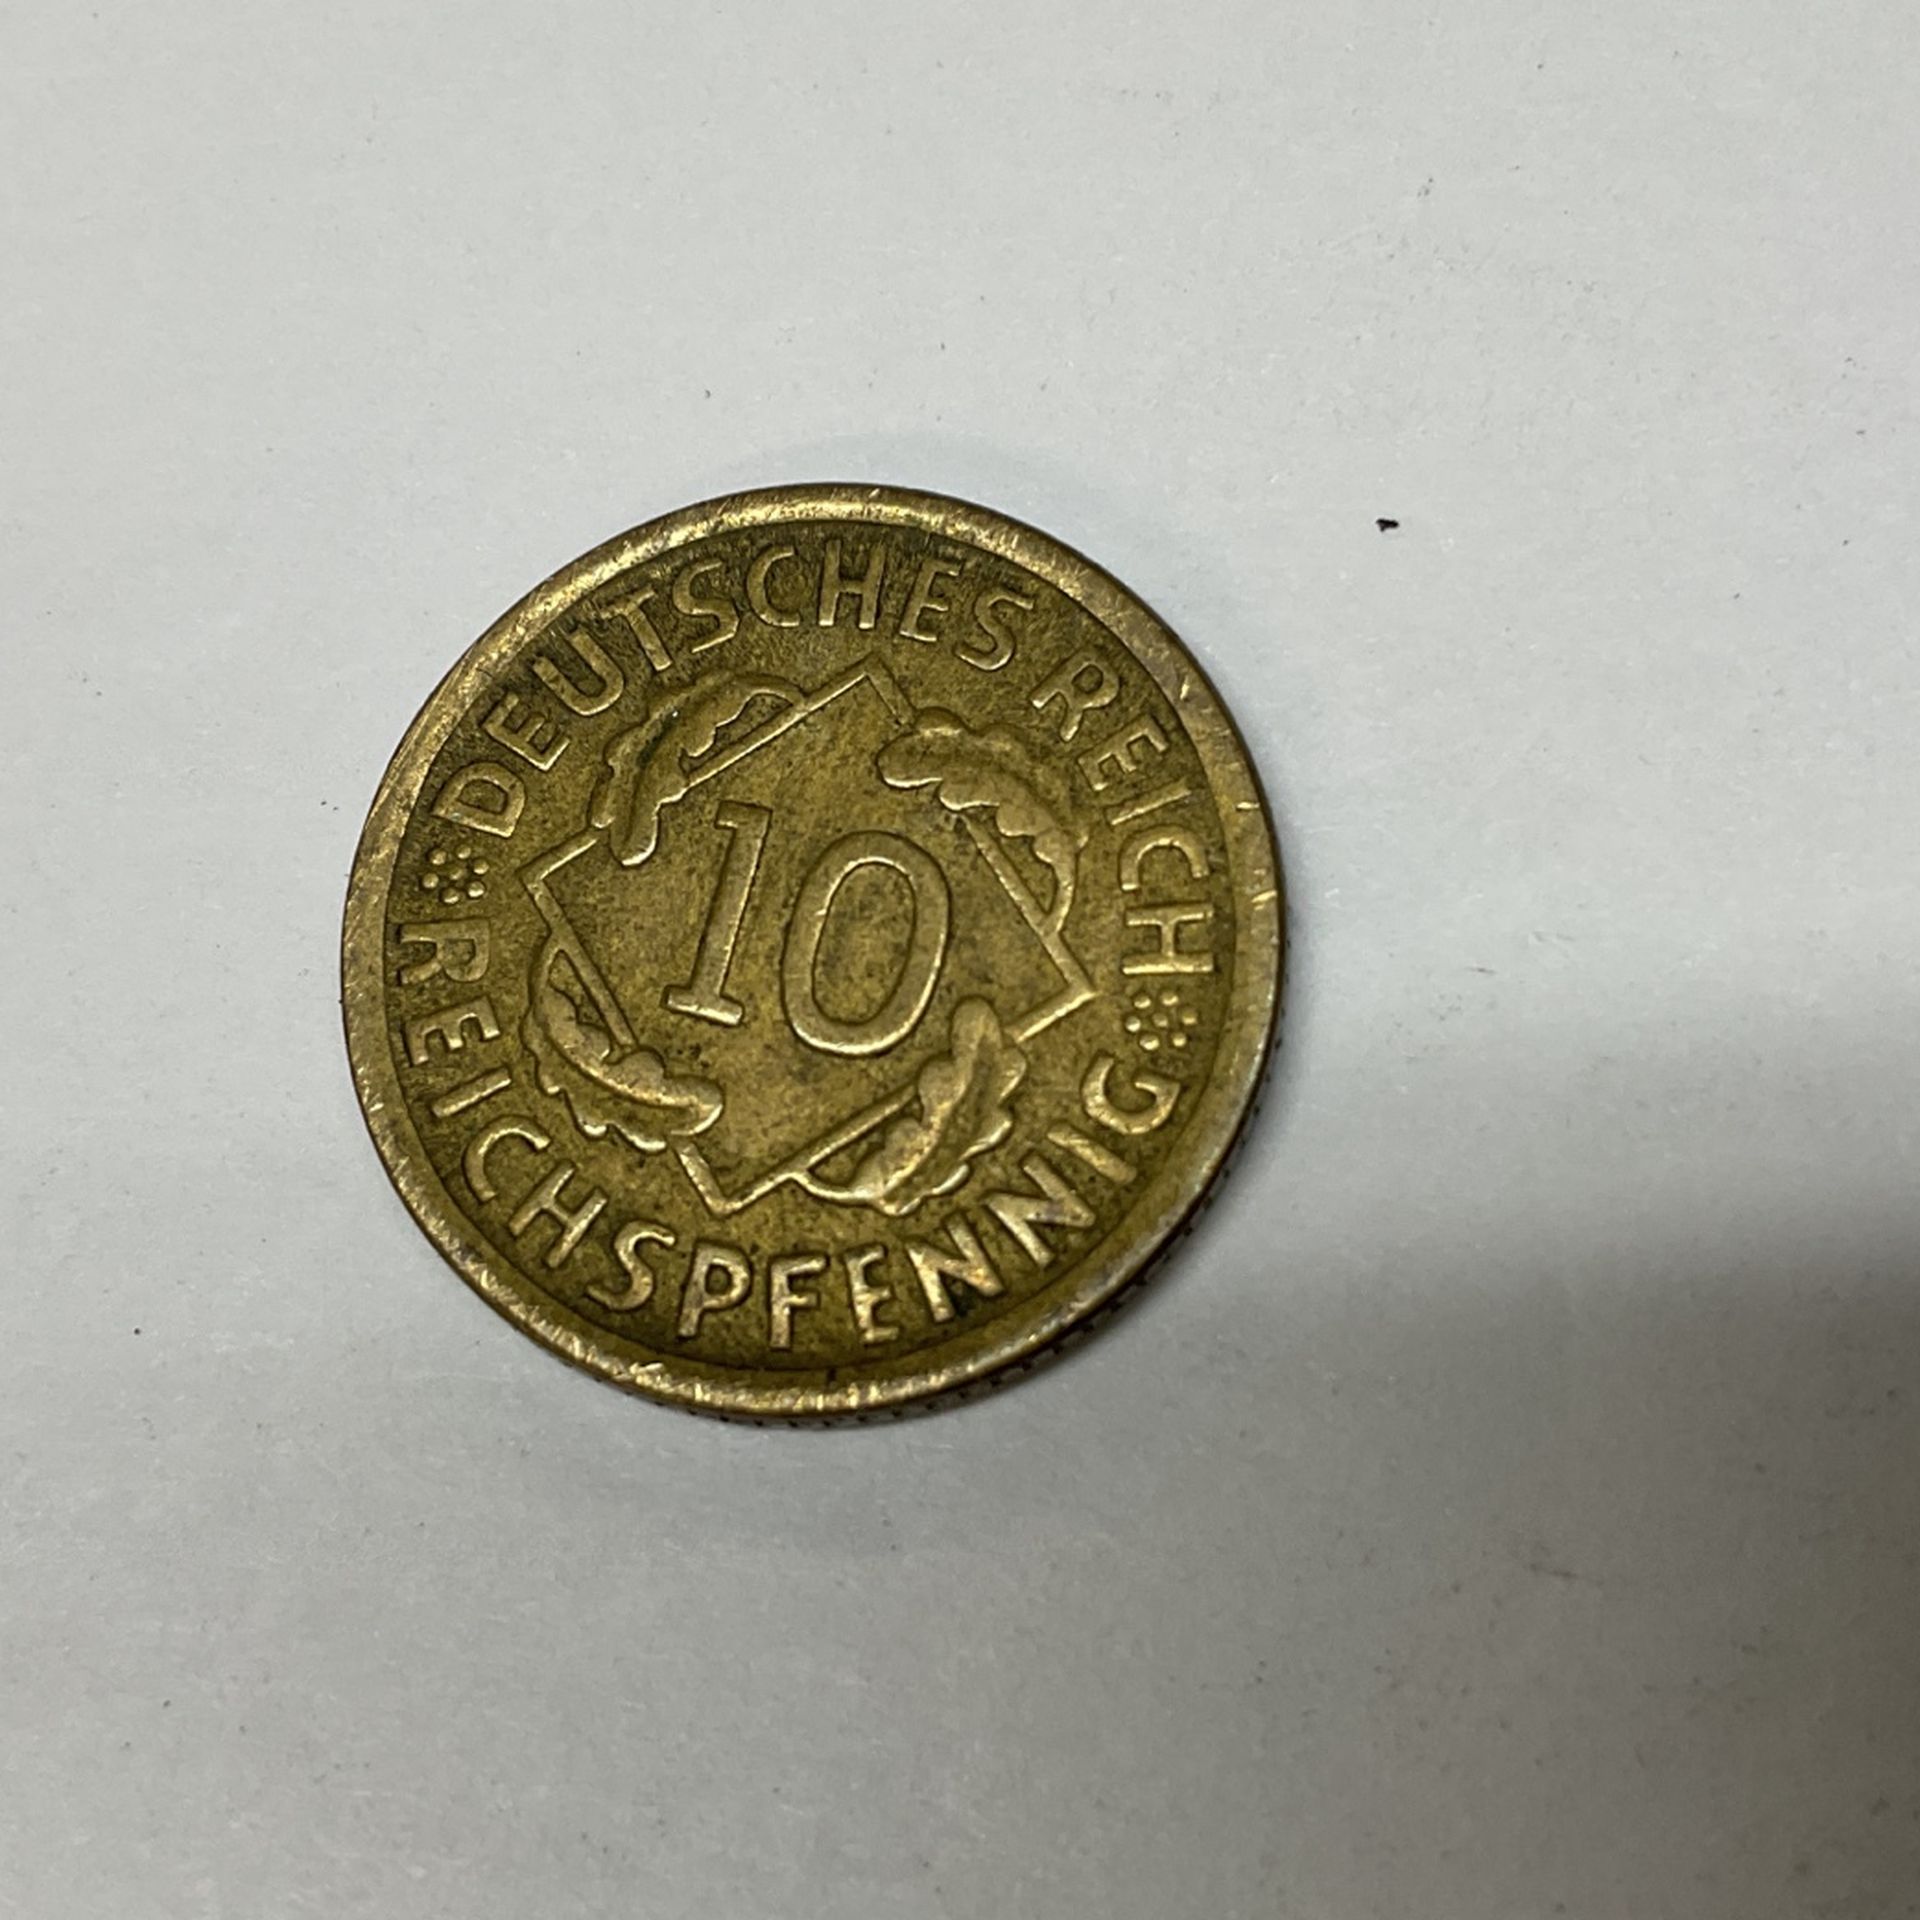 DEUTSCHES REICH
10
REICHSPFENNIG